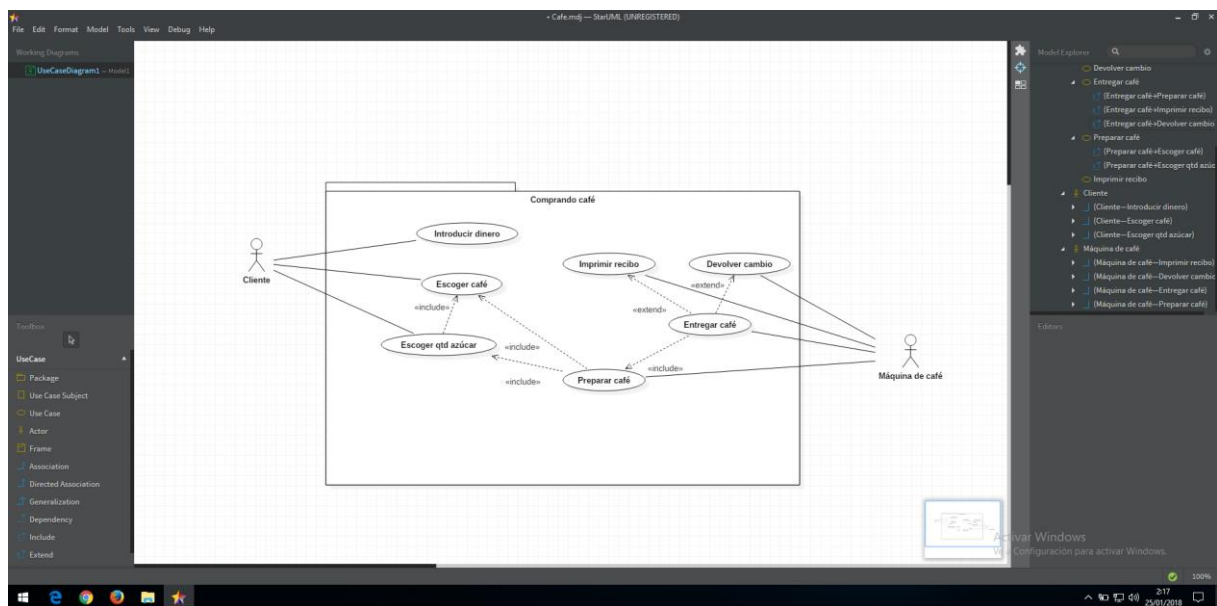 • Cafe.mdj — StarUML (UNREGISTERED)
File Edit Format Model Tools View Debug Help
Working Diagrams
UseCaseDiagram1 — Model1
Toolbox
UseCase
Package
Use Case Subject
Use Case
Actor
Frame
Association
Directed Association
Generalization
Dependency
Include
Extend
Comprando café
Introducir dinero
Imprimir recibo
Devolver cambio
Cliente
Escoger café
«extend»
«include»
«extend»
Entregar café
Escoger qtd azúcar
«include»
«include»
Máquina de café
«include»
Preparar café
Model Explorer
Devolver cambio
Entregar café
(Entregar café→Preparar café)
(Entregar café→Imprimir recibo)
(Entregar café→Devolver cambio
Preparar café
(Preparar café→Escoger café)
(Preparar café→Escoger qtd azúc
Imprimir recibo
Cliente
(Cliente—Introducir dinero)
(Cliente—Escoger café)
(Cliente—Escoger qtd azúcar)
Máquina de café
(Máquina de café—Imprimir recibo)
(Máquina de café—Devolver cambio
(Máquina de café—Entregar café)
(Máquina de café—Preparar café)
Editors
Activar Windows
Ve a Configuración para activar Windows.
100%
2:17
25/01/2018